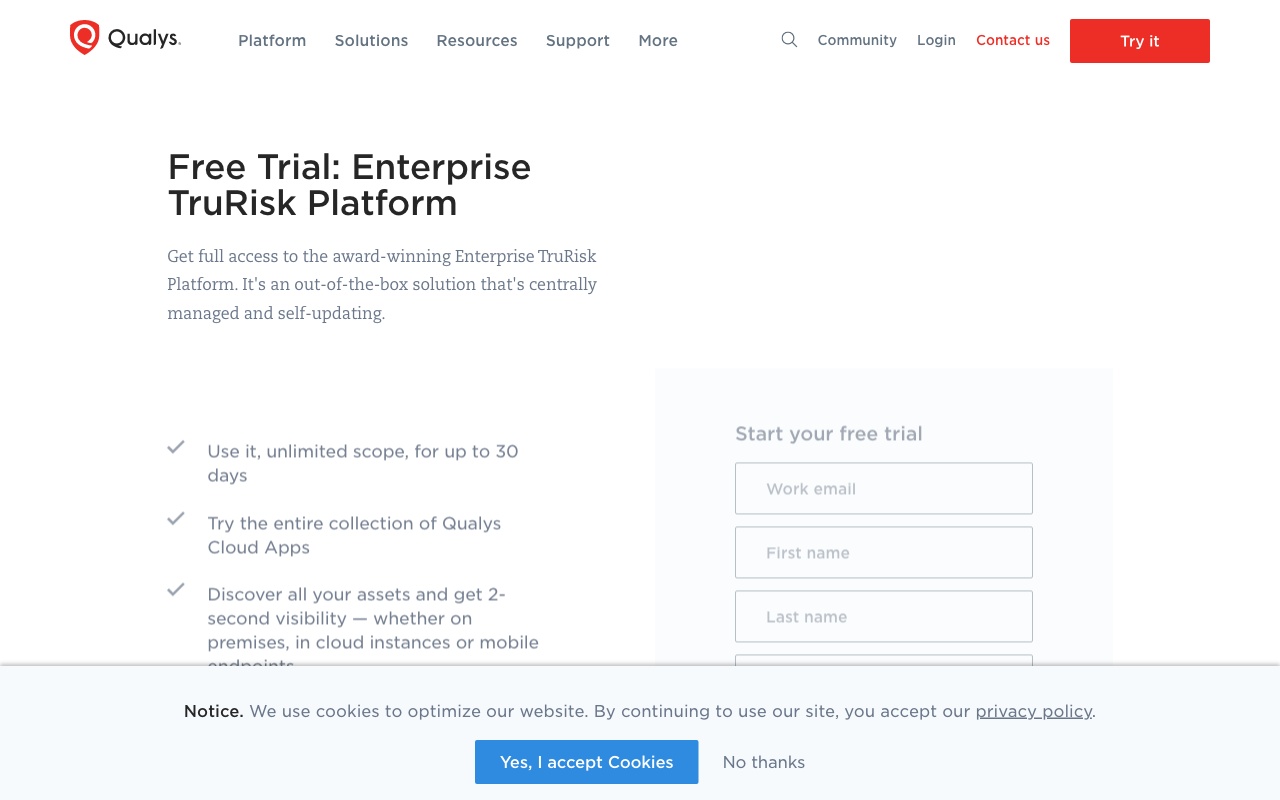 Qualys.
Platform
Solutions
Resources
Support
More
Community
Login
Contact us
Try it
Free Trial: Enterprise
TruRisk Platform
Get full access to the award-winning Enterprise TruRisk
Platform. It's an out-of-the-box solution that's centrally
managed and self-updating.
Use it, unlimited scope, for up to 30
days
Try the entire collection of Qualys
Cloud Apps
Discover all your assets and get 2-
second visibility — whether on
premises, in cloud instances or mobile
endpoints
Start your free trial
Work email
First name
Last name
Notice. We use cookies to optimize our website. By continuing to use our site, you accept our privacy policy.
Yes, I accept Cookies
No thanks